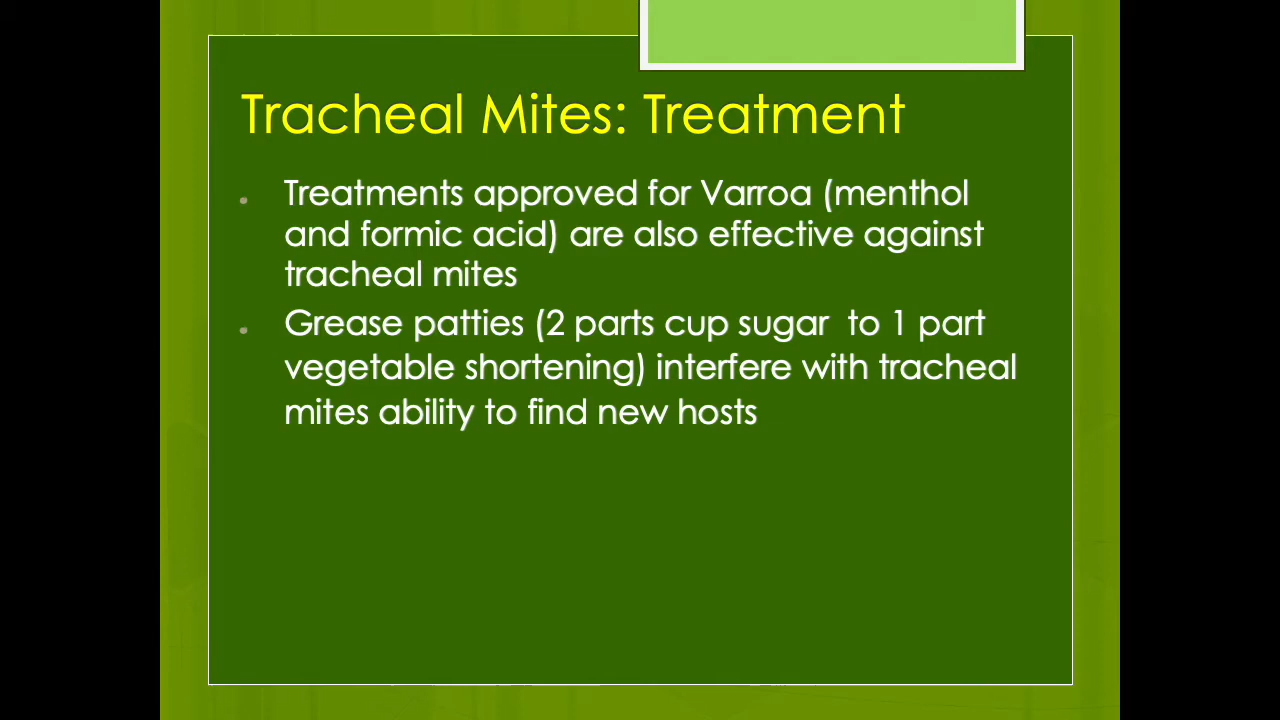 Tracheal Mites: Treatment
Treatments approved for Varroa (menthol
and formic acid) are also effective against
tracheal mites
Grease patties (2 parts cup sugar  to 1 part
vegetable shortening) interfere with tracheal
mites ability to find new hosts